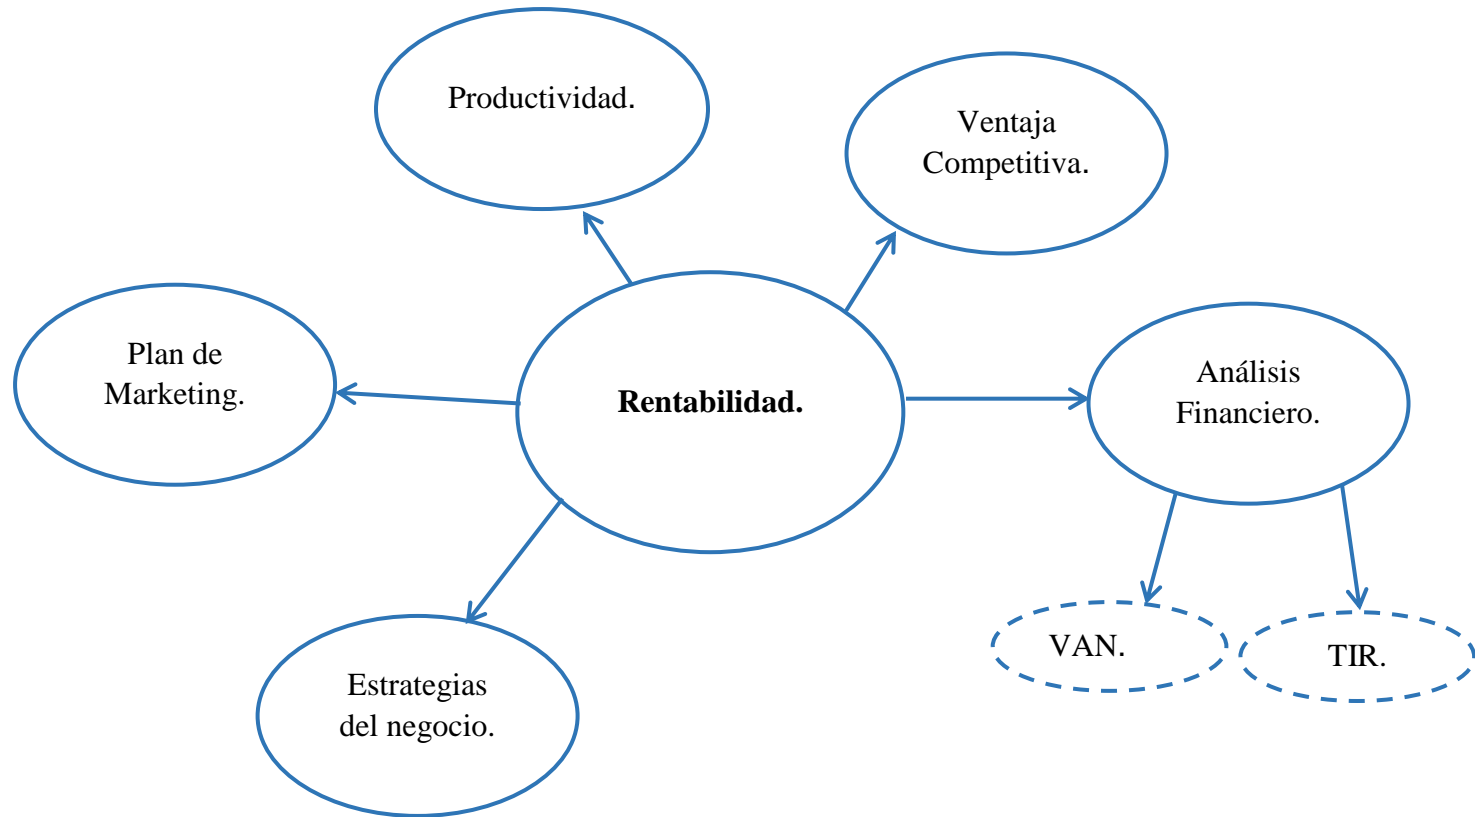 Productividad.
Ventaja
Competitiva.
Plan de
Marketing.
Rentabilidad.
Análisis
Financiero.
VAN.
TIR.
Estrategias
del negocio.